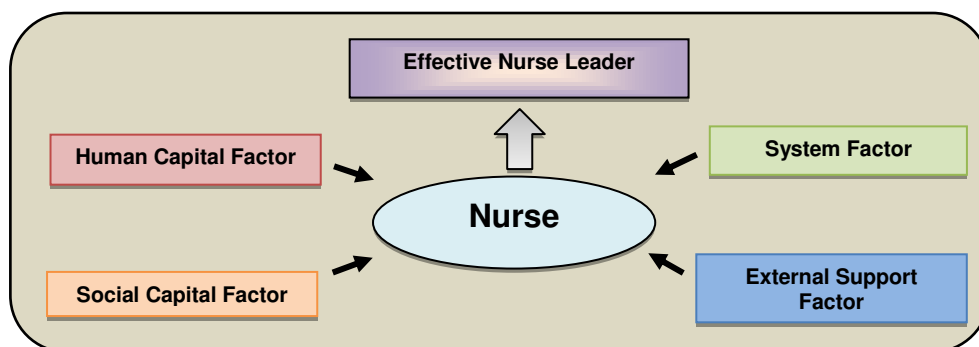 Effective Nurse Leader
Human Capital Factor
System Factor
Nurse
Social Capital Factor
External Support
Factor